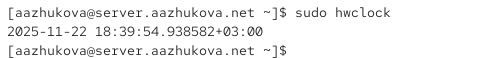 [aazhukova@server.aazhukova.net ~]$ sudo hwclock
2025-11-22 18:39:54.938582+03:00
[aazhukova@server.aazhukova.net ~]$